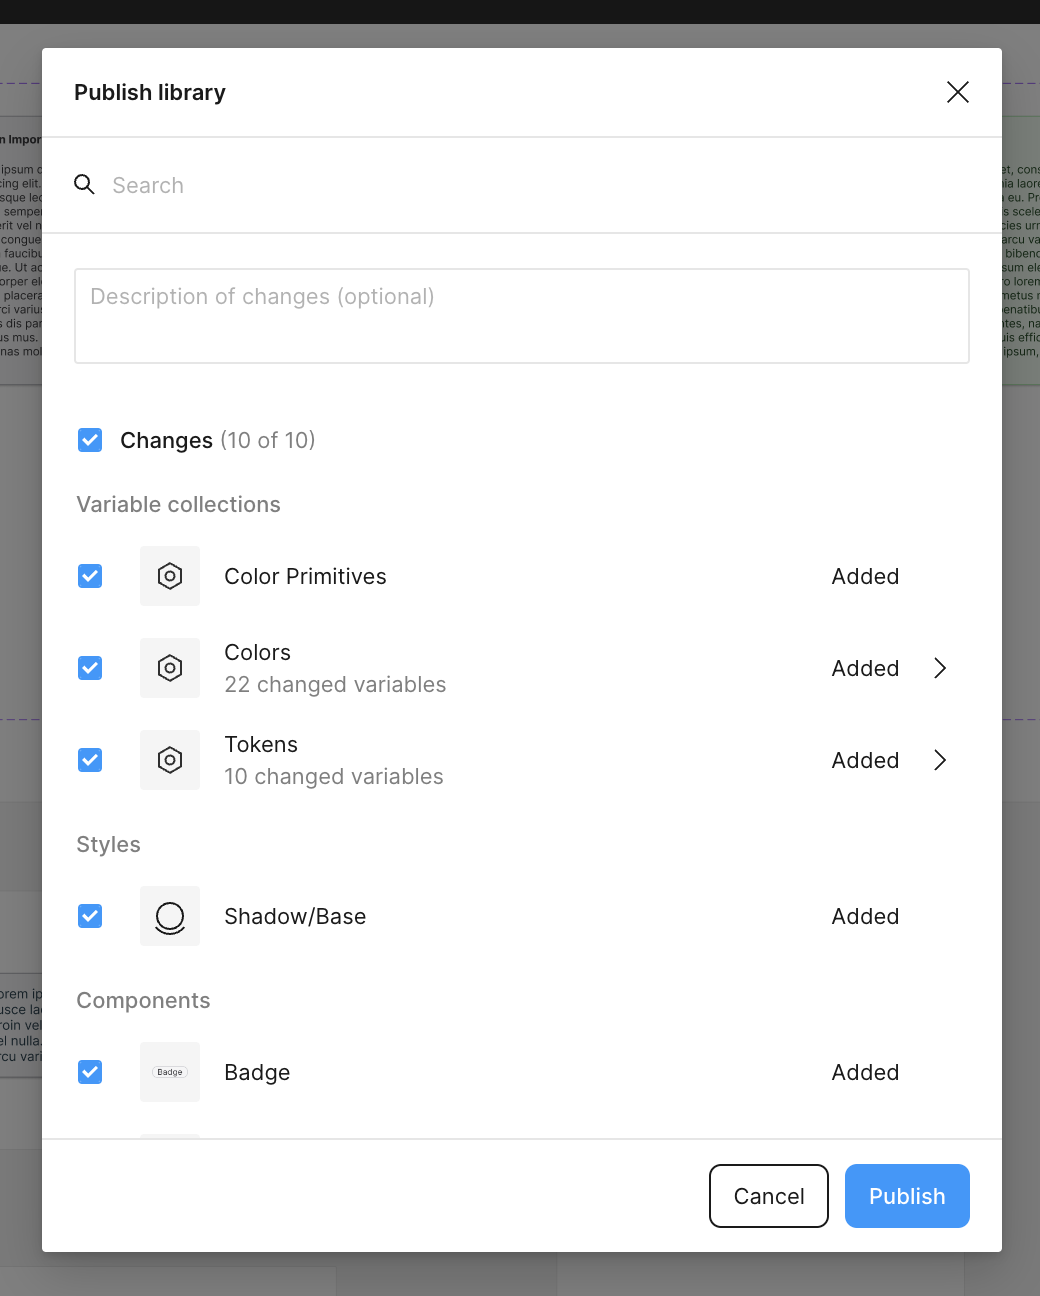 Publish library
Search
Description of changes (optional)
Changes (10 of 10)
Variable collections
Color Primitives
Added
Colors
22 changed variables
Added
Tokens
10 changed variables
Added
Styles
Shadow/Base
Added
Components
Badge
Badge
Added
Cancel
Publish